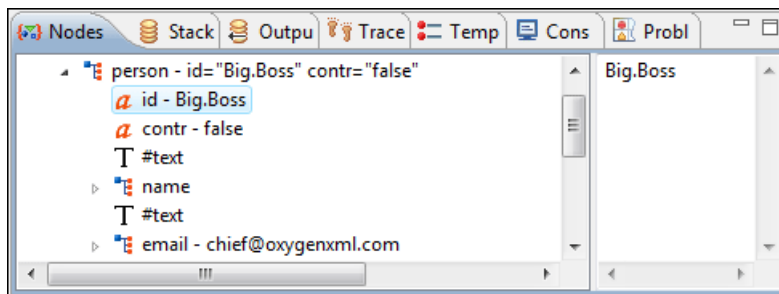 Nodes Stack Outpu Trace Temp Cons Probl
person - id="Big.Boss" contr="false" Big.Boss
a id - Big.Boss
a contr - false
T #text
name
T #text
email - chief@oxygenxml.com